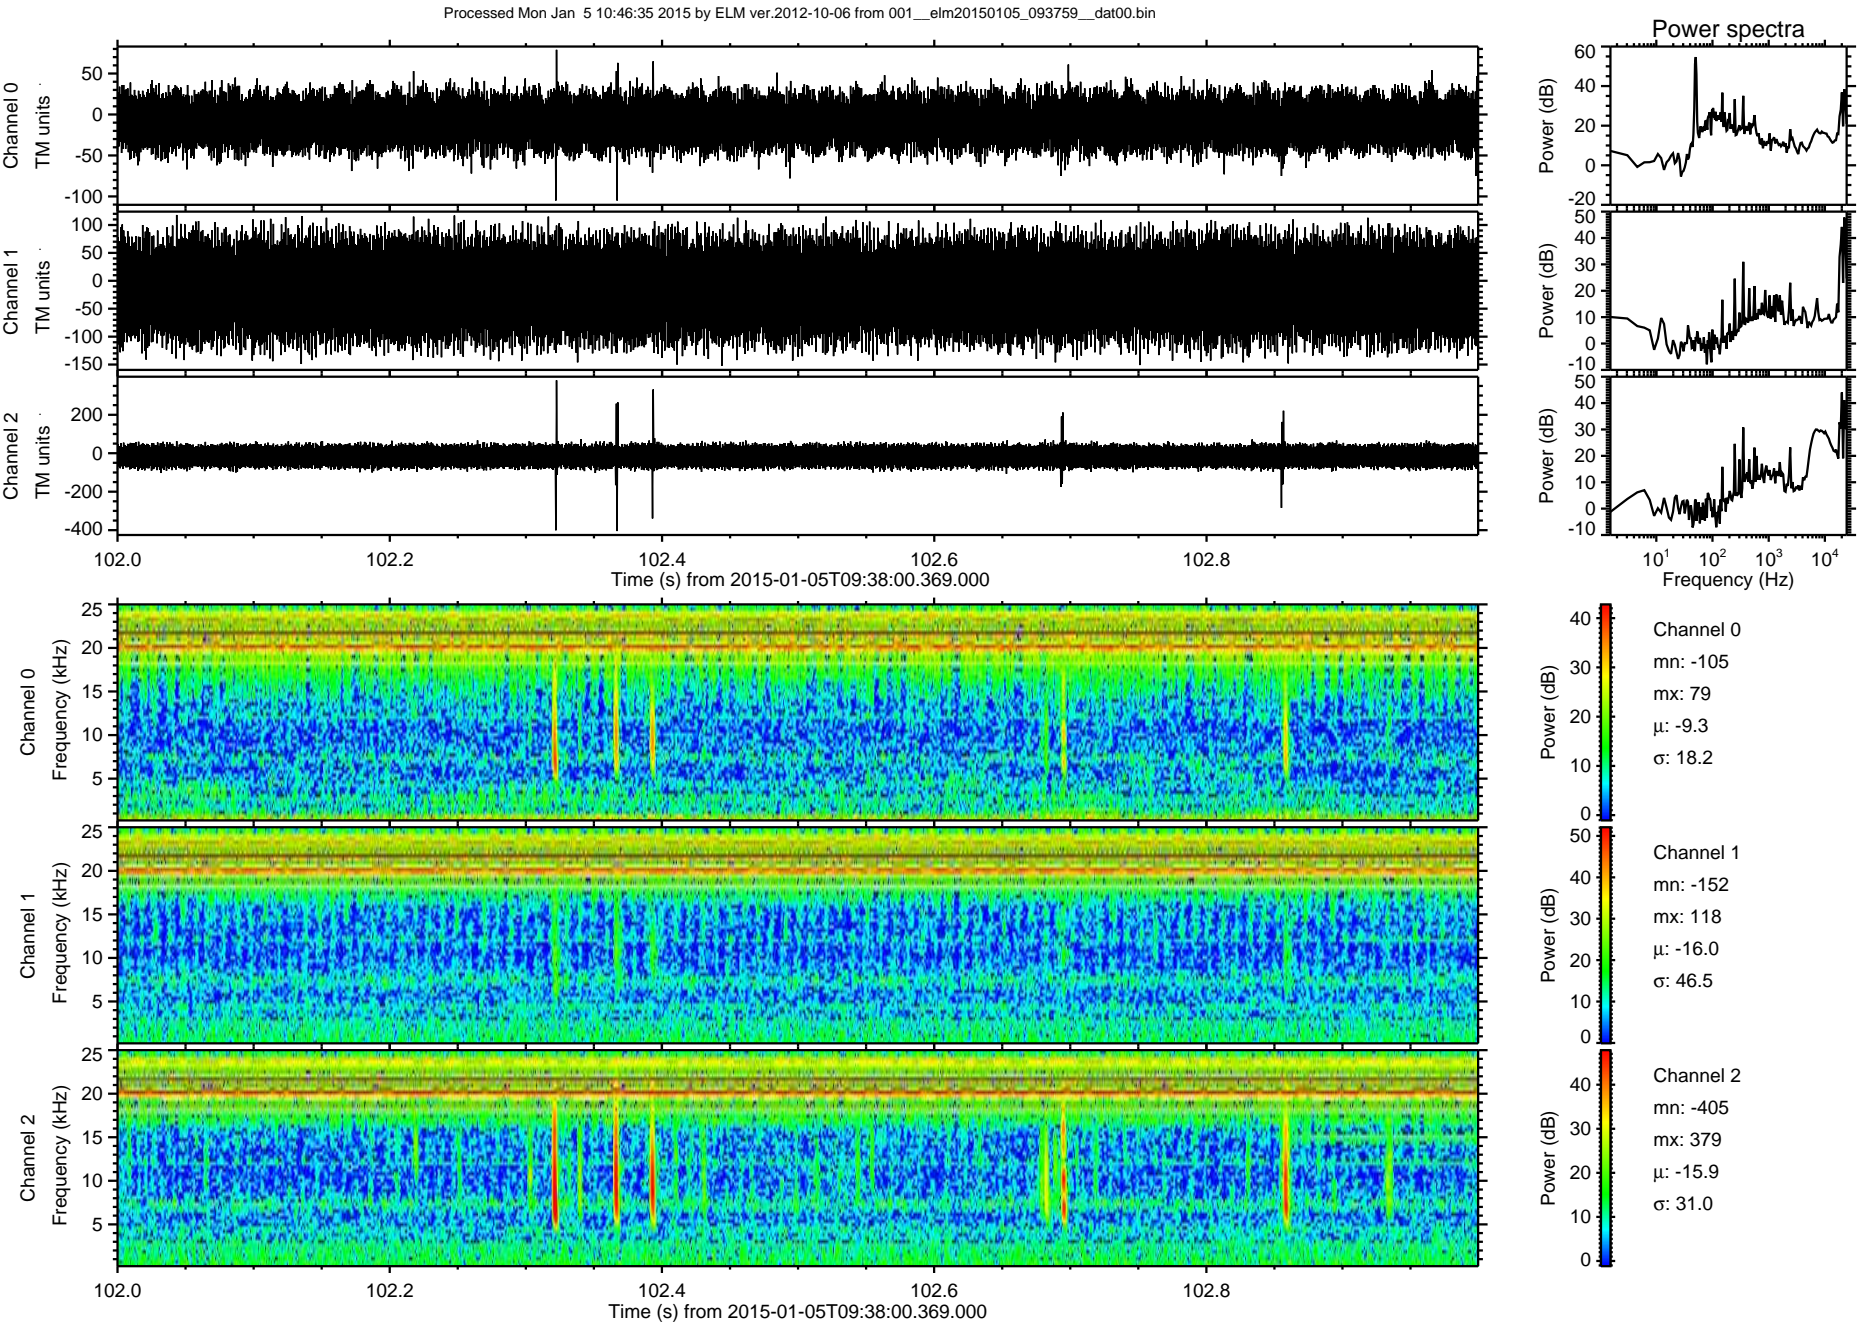 Processed Mon Jan  5 10:46:35 2015 by ELM ver.2012-10-06 from 001__elm20150105_093759__dat00.bin
Power spectra
Channel 0
TM units
50
0
-50
-100
Power (dB)
60
40
20
0
-20
Channel 1
TM units
100
50
0
-50
-100
-150
Power (dB)
50
40
30
20
10
0
-10
Channel 2
TM units
200
0
-200
-400
Power (dB)
50
40
30
20
10
0
-10
102.0 102.2 102.4 102.6 102.8
Time (s) from 2015-01-05T09:38:00.369.000
10^1 10^2 10^3 10^4
Frequency (Hz)
Channel 0
Frequency (kHz)
25
20
15
10
5
Power (dB)
40
30
20
10
0
Channel 0
mn: -105
mx: 79
μ: -9.3
σ: 18.2
Channel 1
Frequency (kHz)
25
20
15
10
5
Power (dB)
50
40
30
20
10
0
Channel 1
mn: -152
mx: 118
μ: -16.0
σ: 46.5
Channel 2
Frequency (kHz)
25
20
15
10
5
Power (dB)
40
30
20
10
0
Channel 2
mn: -405
mx: 379
μ: -15.9
σ: 31.0
102.0 102.2 102.4 102.6 102.8
Time (s) from 2015-01-05T09:38:00.369.000